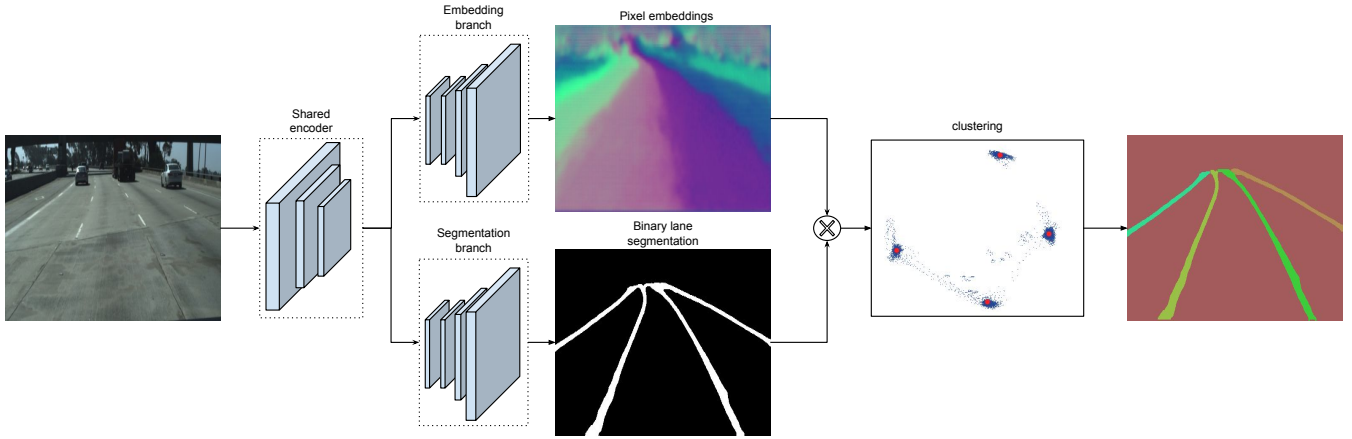 Embedding
branch
Pixel embeddings
Shared
encoder
clustering
Segmentation
branch
Binary lane
segmentation